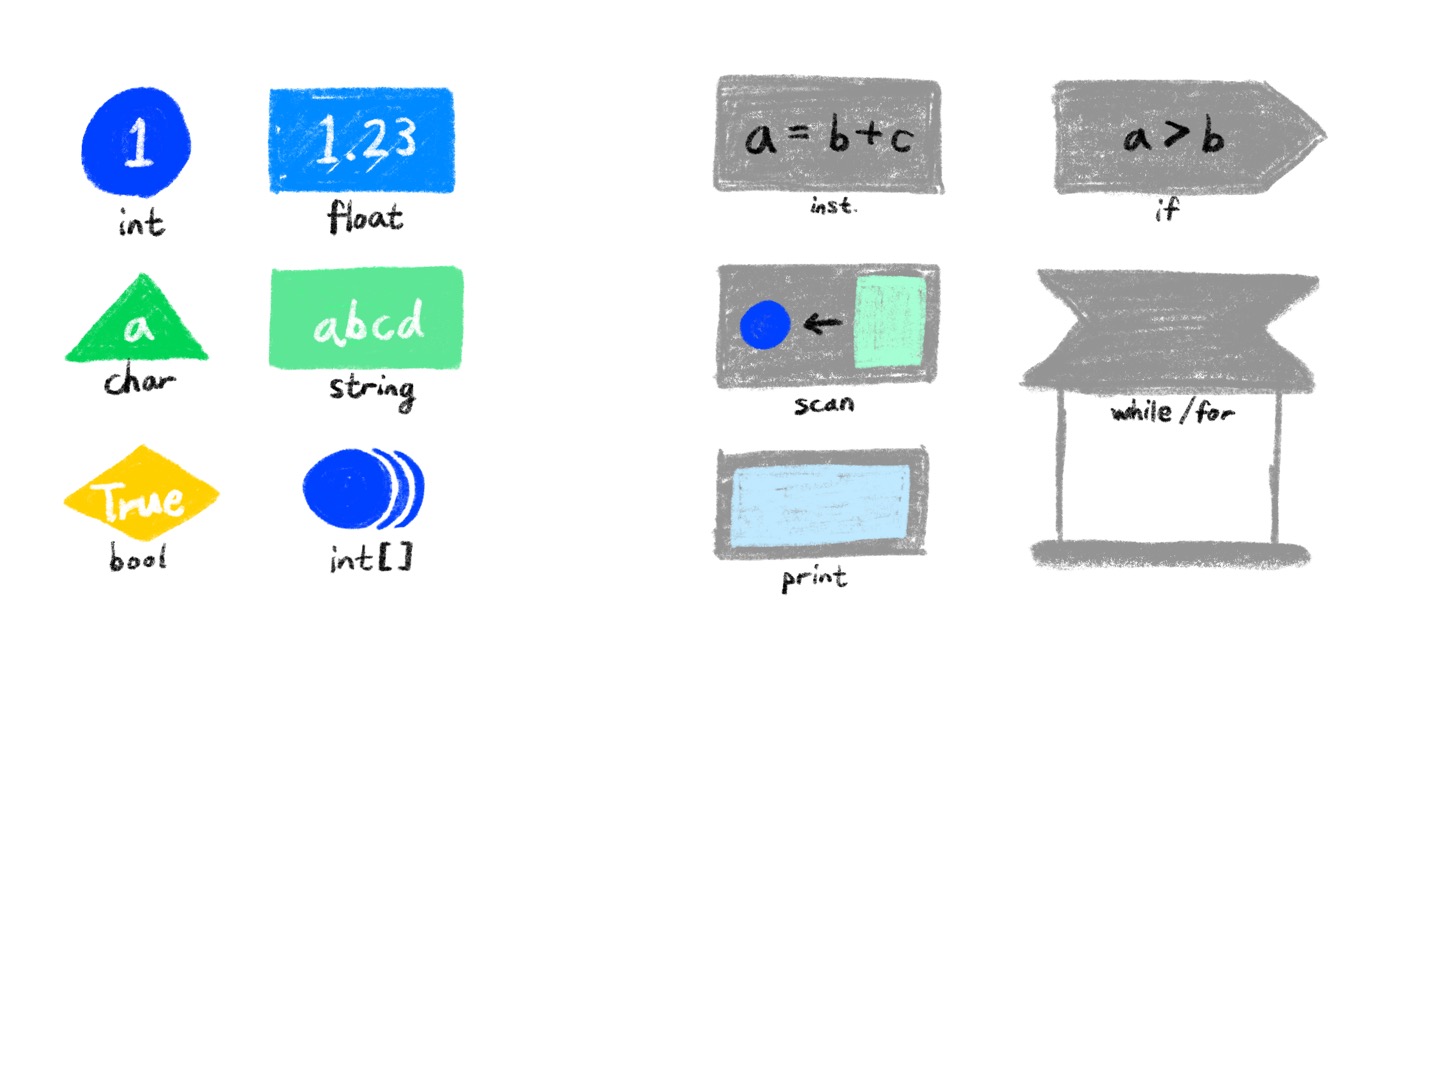 1
int
1.23
float
a
char
abcd
string
True
bool
int[]
a = b+c
inst.
a > b
if
←
scan
while/for
print